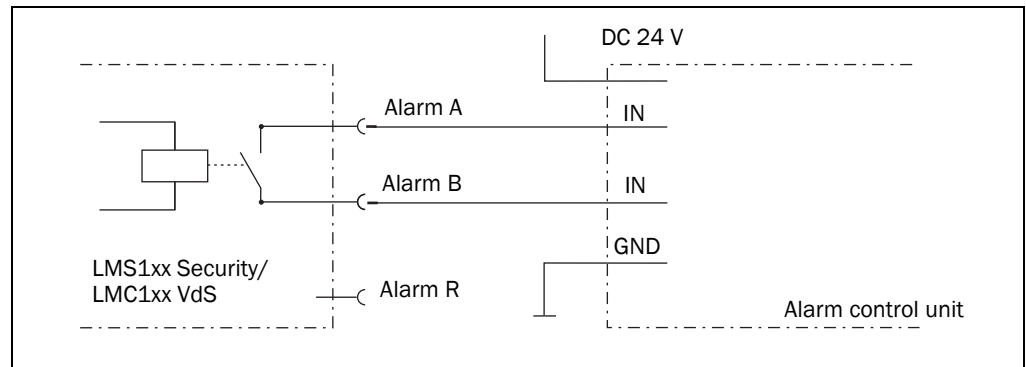 DC 24 V
Alarm A
IN
Alarm B
IN
GND
LMS1xx Security/
LMC1xx VdS
Alarm R
Alarm control unit